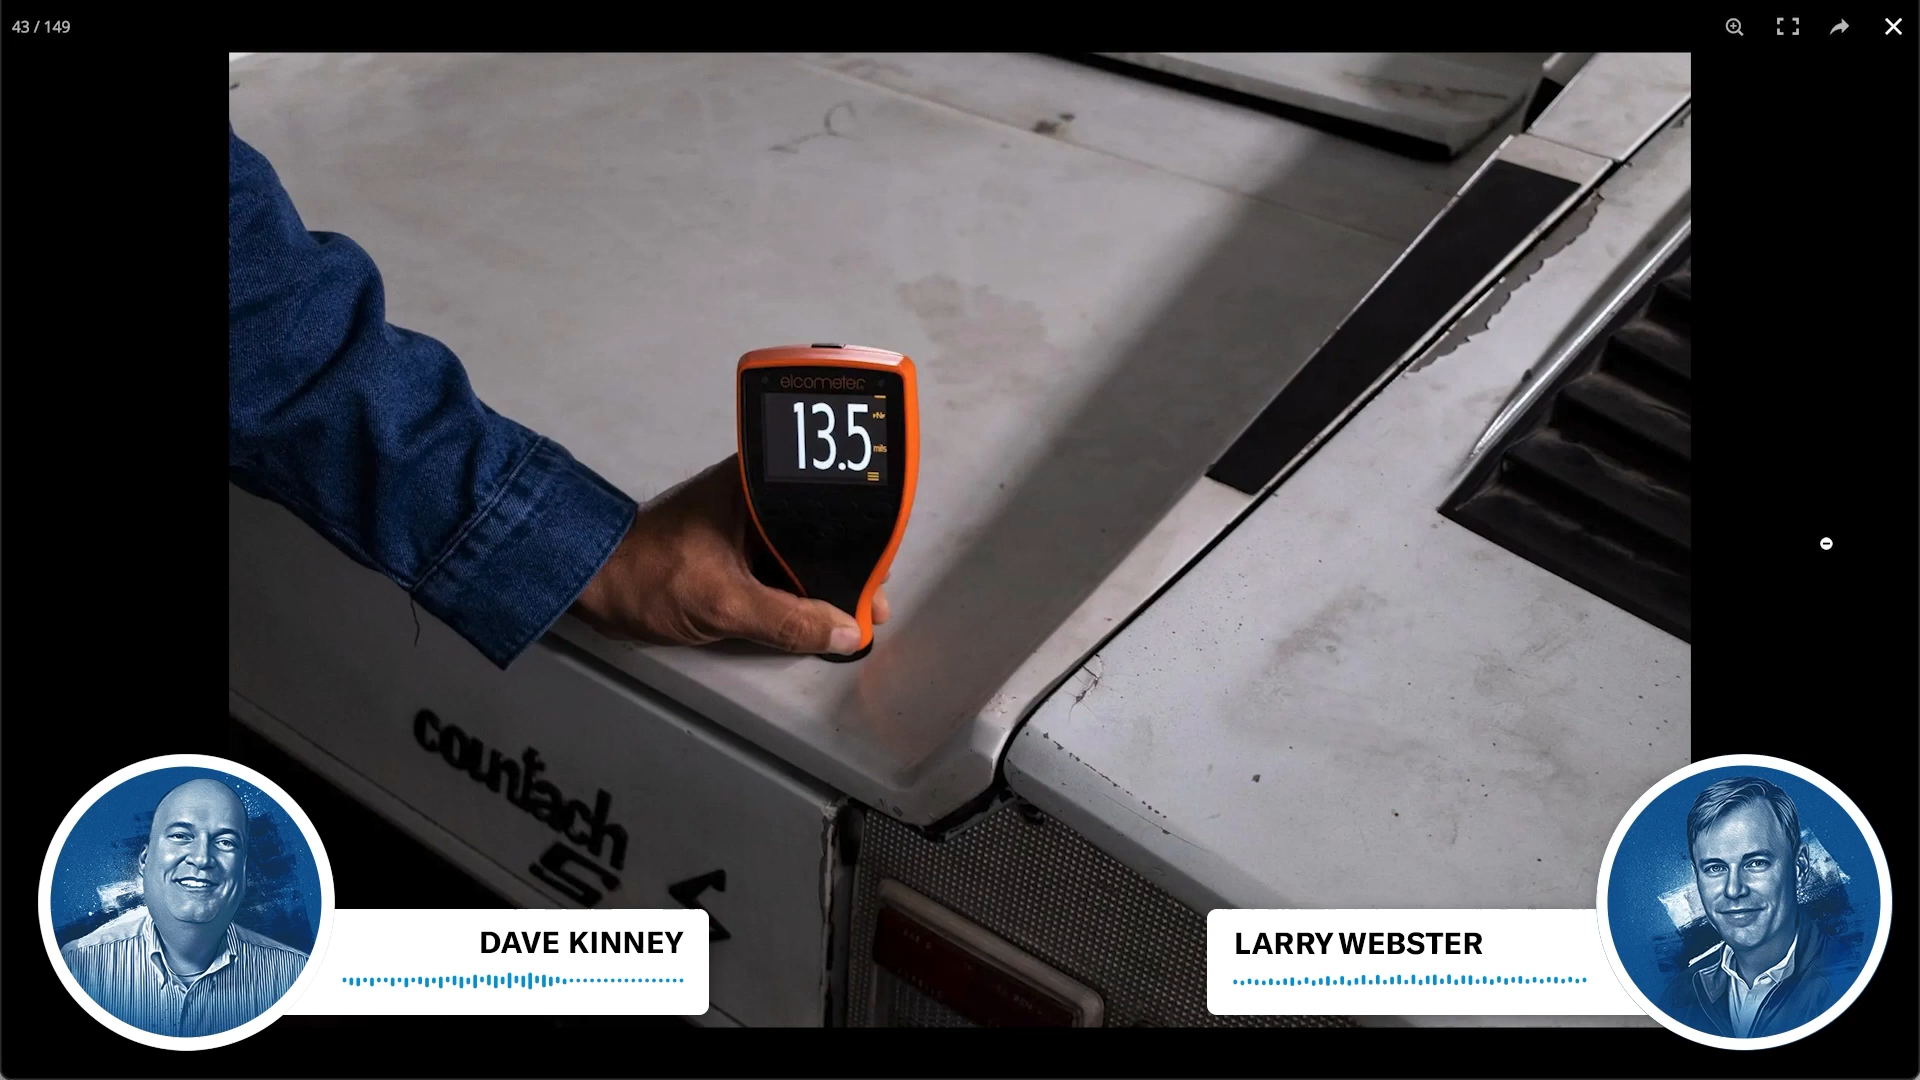 43 / 149
elcometer
13.5
mils
countach
S
DAVE KINNEY
LARRY WEBSTER